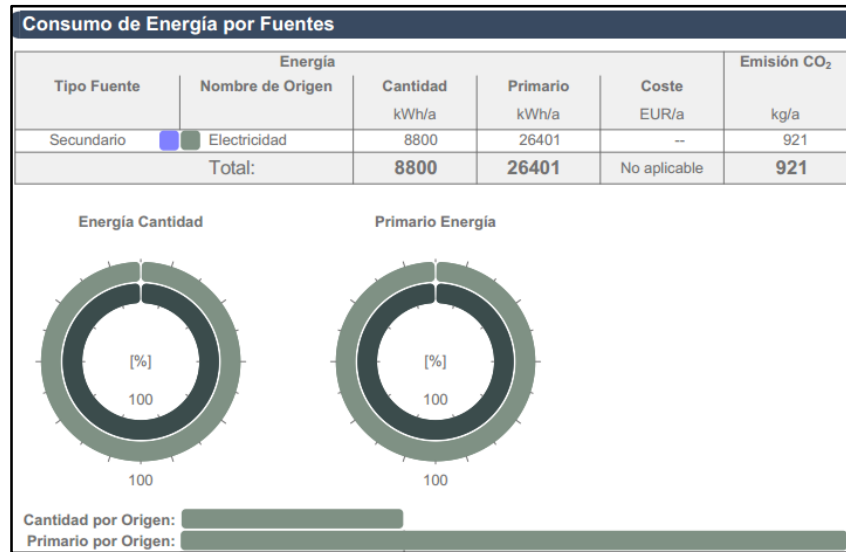 Consumo de Energía por Fuentes
Energía Emisión CO₂
Tipo Fuente Nombre de Origen Cantidad Primario Coste
kWh/a kWh/a EUR/a kg/a
Secundario Electricidad 8800 26401 -- 921
Total: 8800 26401 No aplicable 921
Energía Cantidad Primario Energía
[%] [%]
100 100
100 100
Cantidad por Origen:
Primario por Origen: